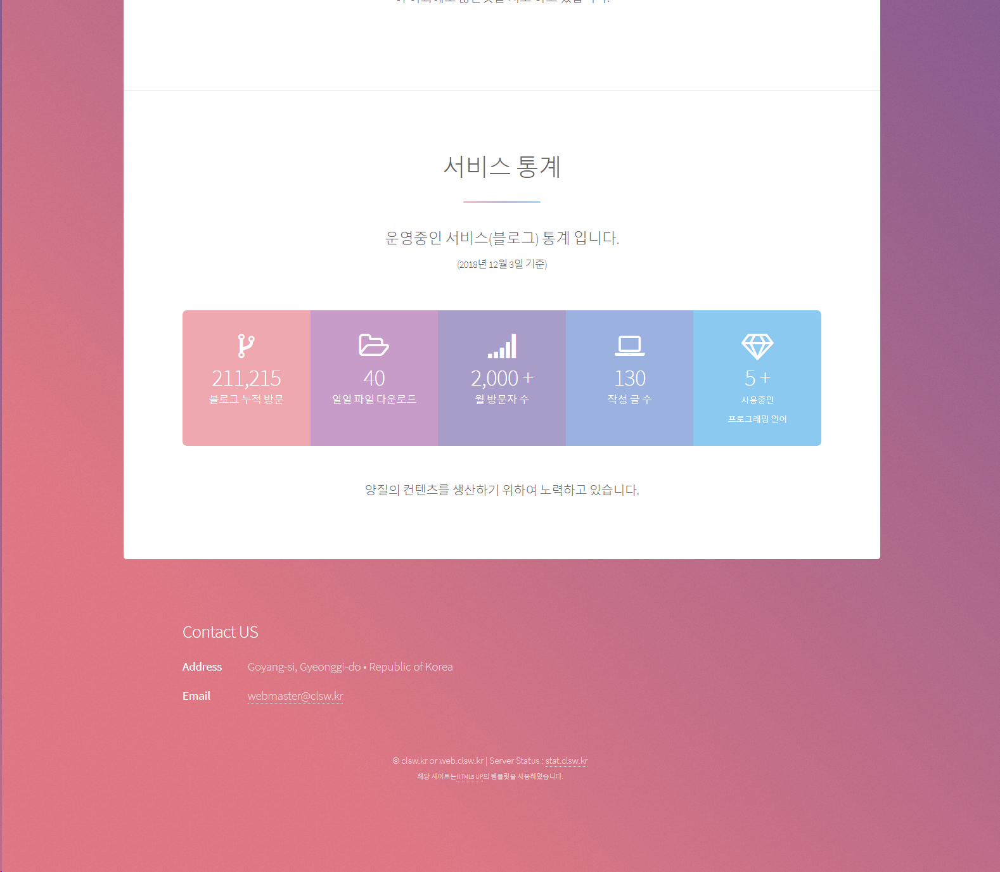 서비스 통계
운영중인 서비스(블로그) 통계 입니다.
(2018년 12월 3일 기준)
211,215
블로그 누적 방문
40
일일 파일 다운로드
2,000 +
월 방문자 수
130
작성 글 수
5 +
사용중인
프로그래밍 언어
양질의 컨텐츠를 생산하기 위하여 노력하고 있습니다.
Contact US
Address Goyang-si, Gyeonggi-do • Republic of Korea
Email webmaster@clsw.kr
© clsw.kr or web.clsw.kr | Server Status : stat.clsw.kr
해당 사이트는HTML5 UP의 템플릿을 사용하였습니다.